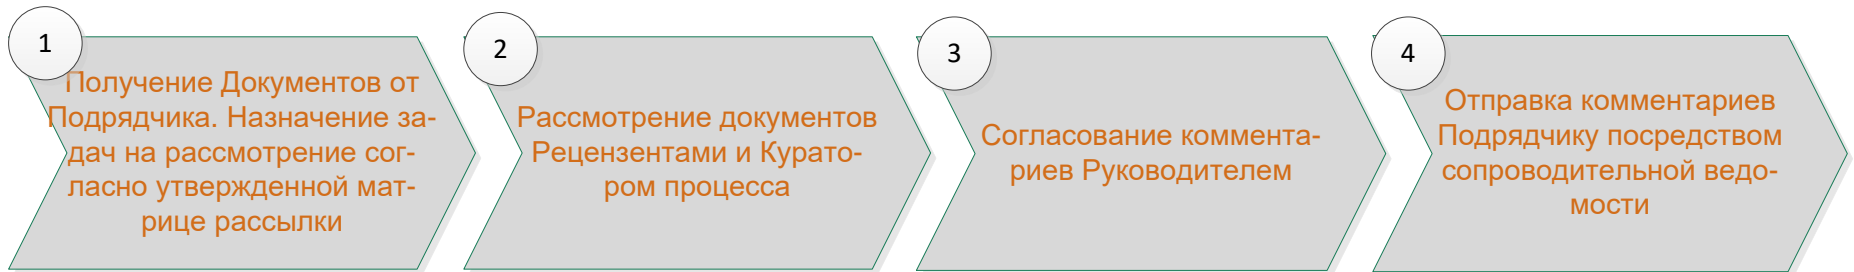 1
Получение Документов от
Подрядчика. Назначение за-
дач на рассмотрение сог-
ласно утвержденной мат-
рице рассылки
2
Рассмотрение документов
Рецензентами и Курато-
ром процесса
3
Согласование коммента-
риев Руководителем
4
Отправка комментариев
Подрядчику посредством
сопроводительной ведо-
мости